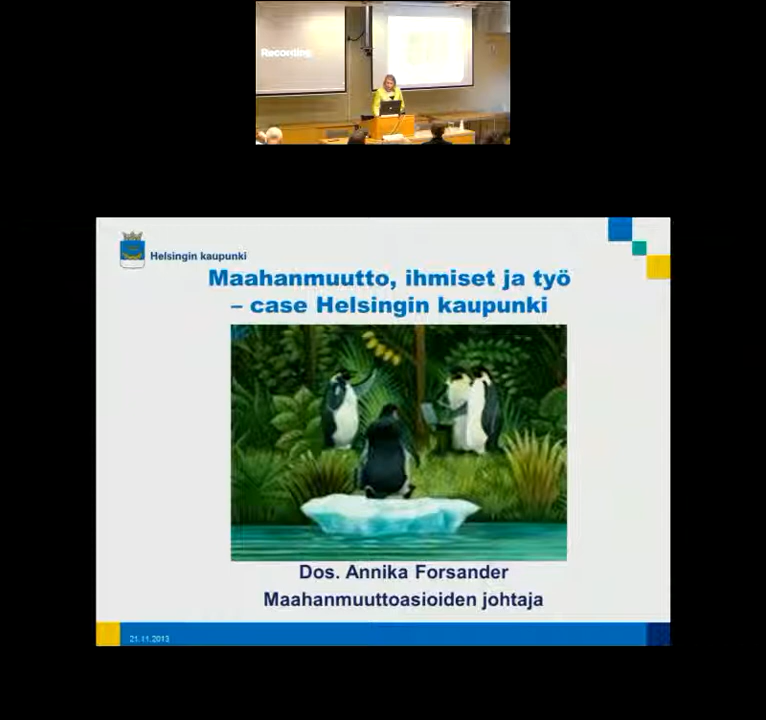 Recording
Helsingin kaupunki
Maahanmuutto, ihmiset ja työ
– case Helsingin kaupunki
Dos. Annika Forsander
Maahanmuuttoasioiden johtaja
21.11.2013